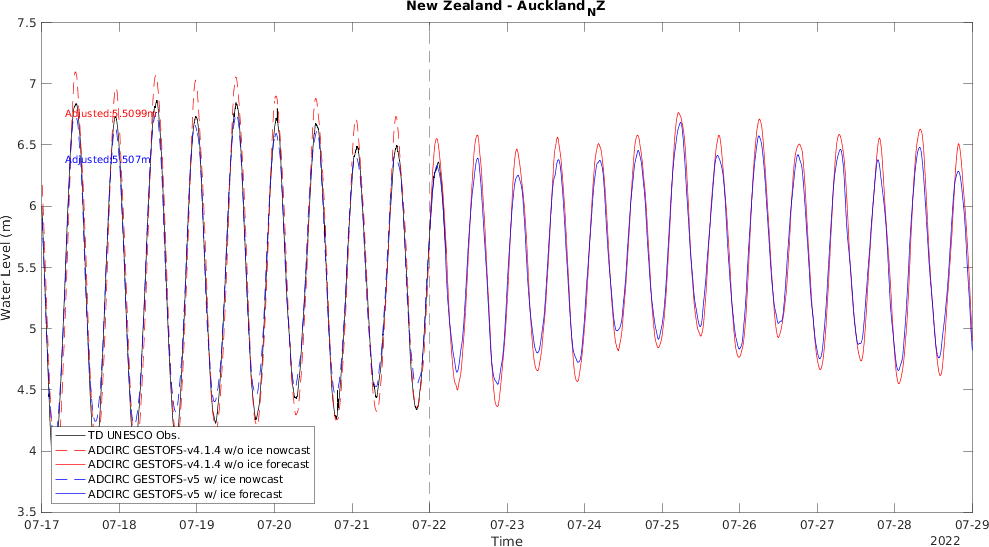 New Zealand - Auckland_NZ
7.5
7
6.5
6
5.5
5
4.5
4
3.5
Water Level (m)
Adjusted:5.5099m
Adjusted:5.507m
TD UNESCO Obs.
ADCIRC GESTOFS-v4.1.4 w/o ice nowcast
ADCIRC GESTOFS-v4.1.4 w/o ice forecast
ADCIRC GESTOFS-v5 w/ ice nowcast
ADCIRC GESTOFS-v5 w/ ice forecast
07-17 07-18 07-19 07-20 07-21 07-22 07-23 07-24 07-25 07-26 07-27 07-28 07-29
Time
2022